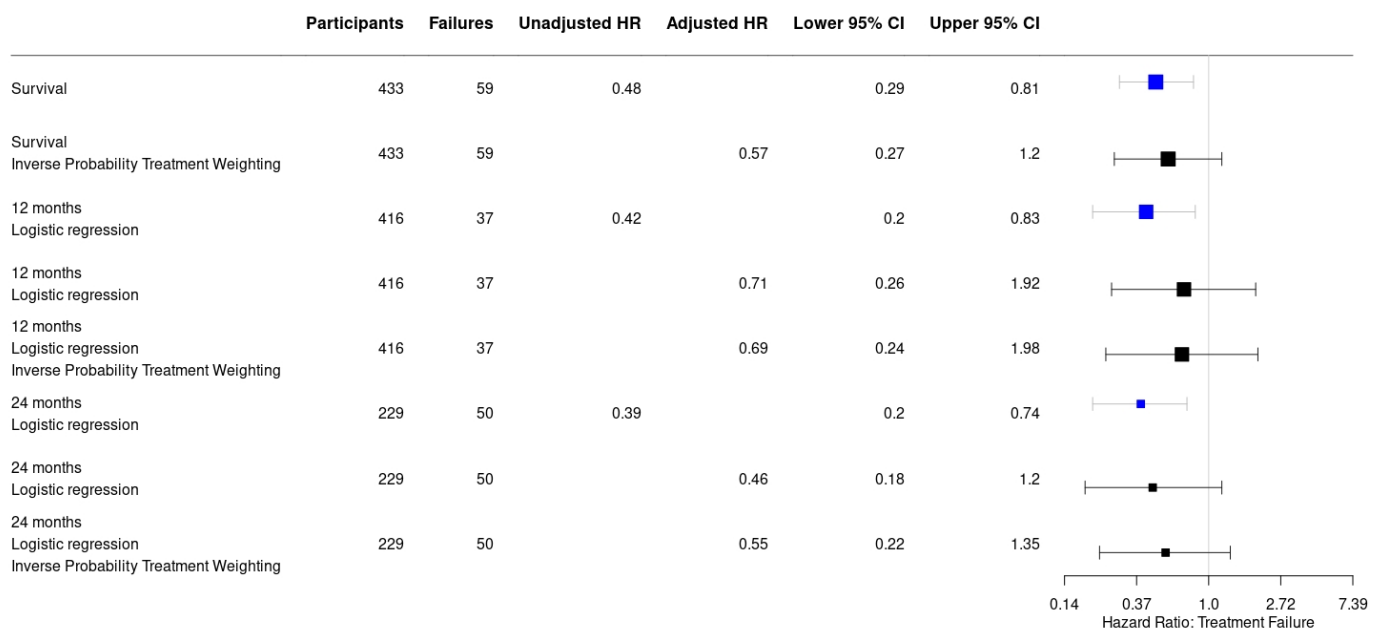 Participants Failures Unadjusted HR Adjusted HR Lower 95% CI Upper 95% CI
Survival 433 59 0.48 0.29 0.81
Survival
Inverse Probability Treatment Weighting 433 59 0.57 0.27 1.2
12 months
Logistic regression 416 37 0.42 0.2 0.83
12 months
Logistic regression 416 37 0.71 0.26 1.92
12 months
Logistic regression 416 37 0.69 0.24 1.98
Inverse Probability Treatment Weighting
24 months
Logistic regression 229 50 0.39 0.2 0.74
24 months
Logistic regression 229 50 0.46 0.18 1.2
24 months
Logistic regression 229 50 0.55 0.22 1.35
Inverse Probability Treatment Weighting
0.14 0.37 1.0 2.72 7.39
Hazard Ratio: Treatment Failure